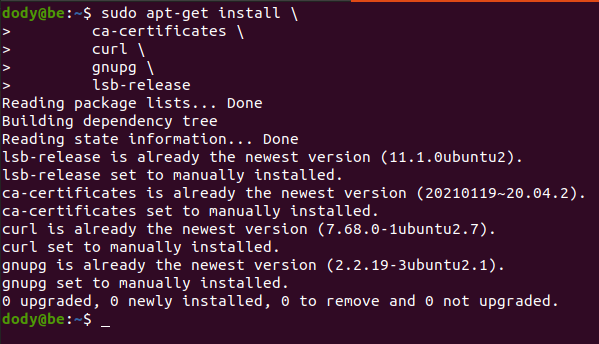 dody@be:~$ sudo apt-get install \
>         ca-certificates \
>         curl \
>         gnupg \
>         lsb-release
Reading package lists... Done
Building dependency tree
Reading state information... Done
lsb-release is already the newest version (11.1.0ubuntu2).
lsb-release set to manually installed.
ca-certificates is already the newest version (20210119~20.04.2).
ca-certificates set to manually installed.
curl is already the newest version (7.68.0-1ubuntu2.7).
curl set to manually installed.
gnupg is already the newest version (2.2.19-3ubuntu2.1).
gnupg set to manually installed.
0 upgraded, 0 newly installed, 0 to remove and 0 not upgraded.
dody@be:~$ _